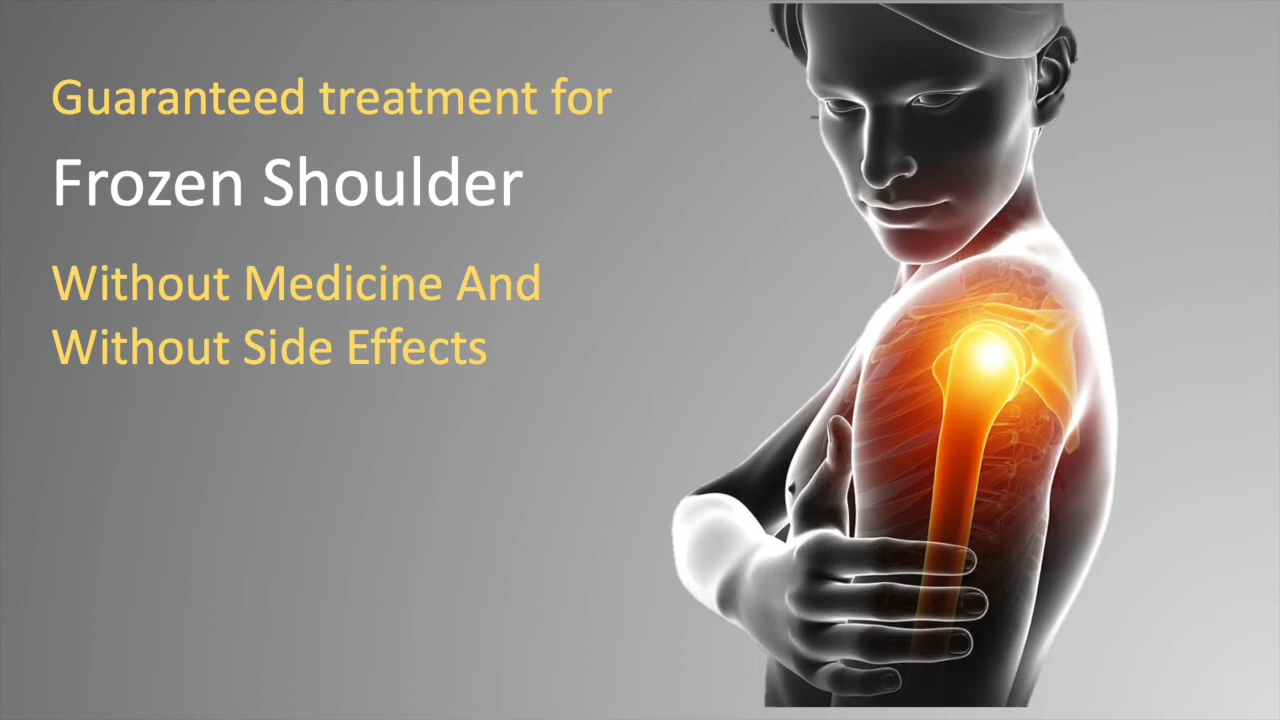 Guaranteed treatment for
Frozen Shoulder
Without Medicine And
Without Side Effects